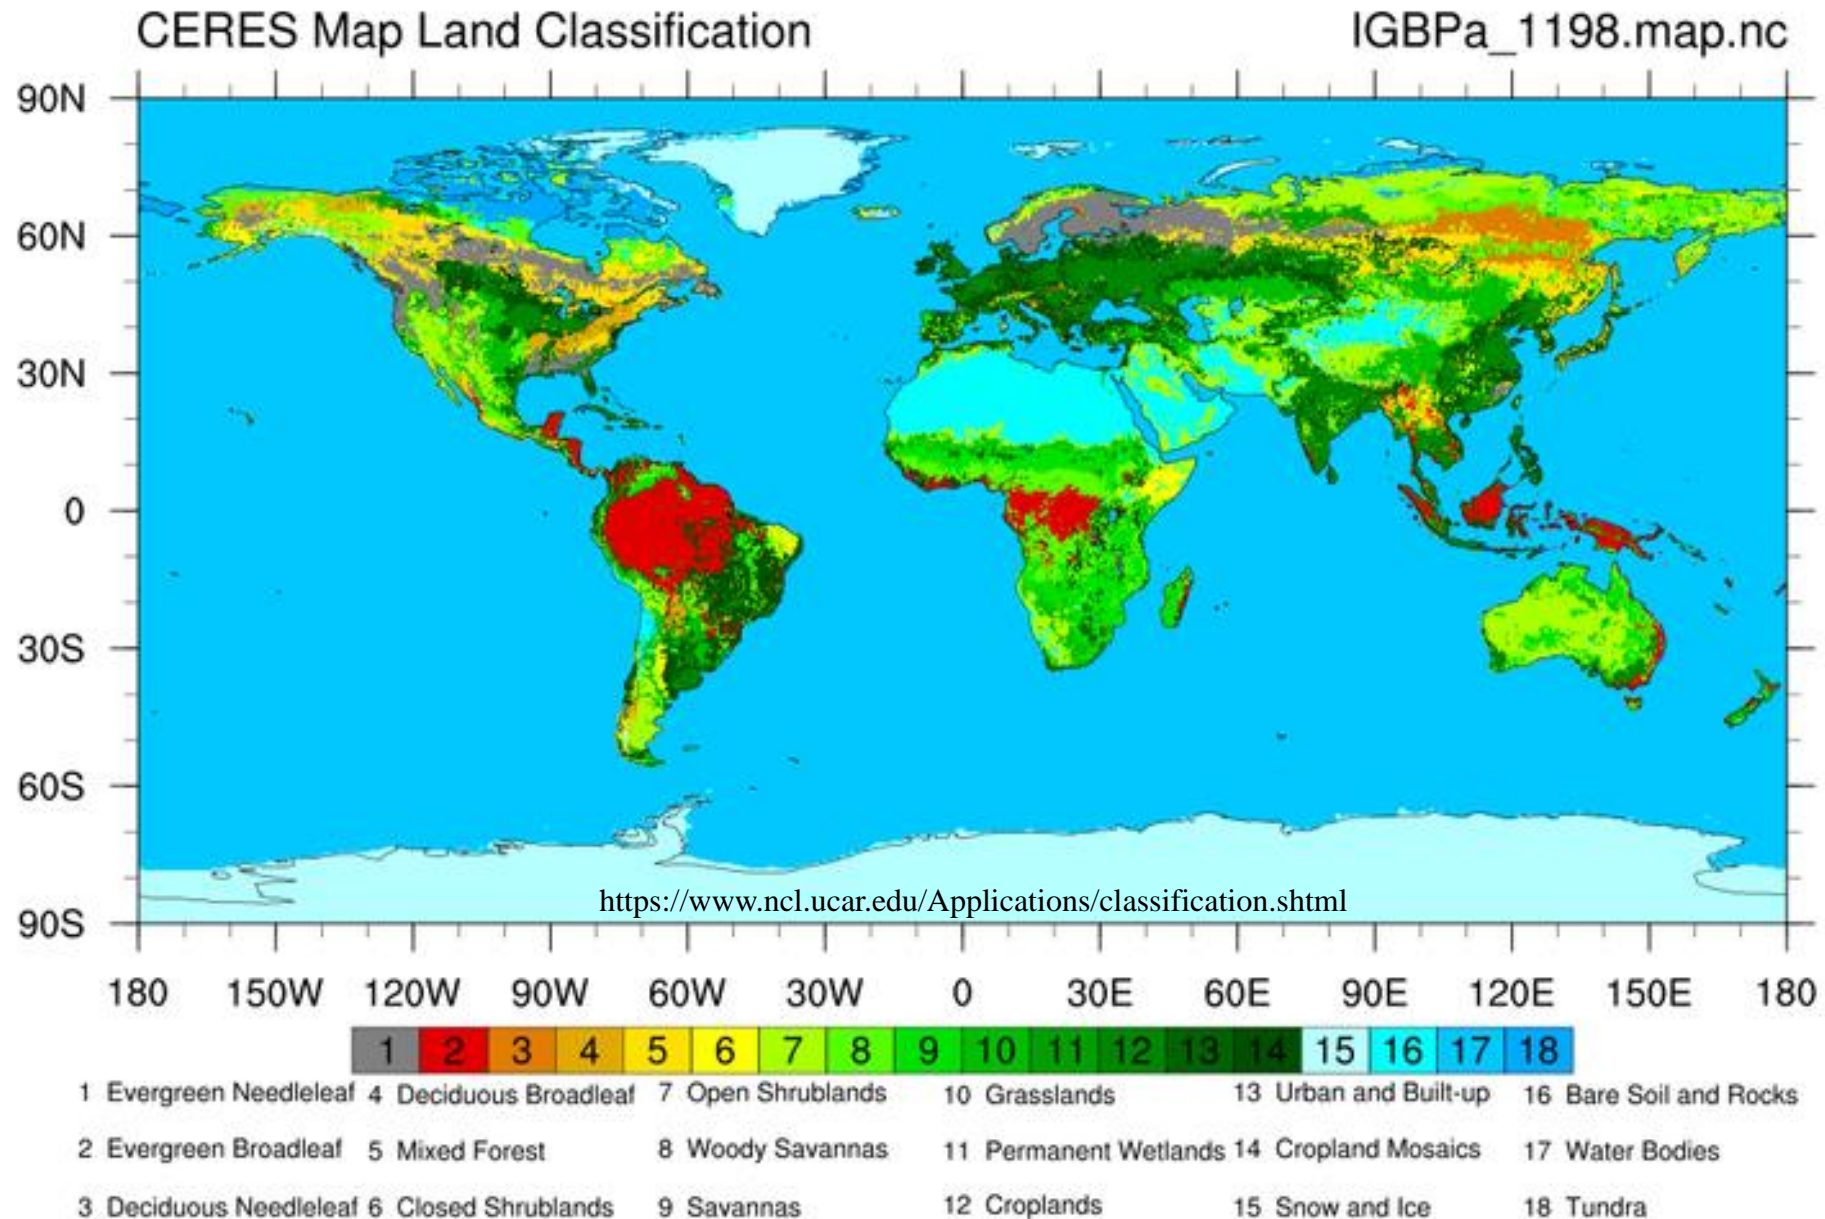 CERES Map Land Classification IGBPa_1198.map.nc
90N
60N
30N
0
30S
60S
90S
https://www.ncl.ucar.edu/Applications/classification.shtml
180 150W 120W 90W 60W 30W 0 30E 60E 90E 120E 150E 180
1 2 3 4 5 6 7 8 9 10 11 12 13 14 15 16 17 18
1 Evergreen Needleleaf 4 Deciduous Broadleaf 7 Open Shrublands 10 Grasslands 13 Urban and Built-up 16 Bare Soil and Rocks
2 Evergreen Broadleaf 5 Mixed Forest 8 Woody Savannas 11 Permanent Wetlands 14 Cropland Mosaics 17 Water Bodies
3 Deciduous Needleleaf 6 Closed Shrublands 9 Savannas 12 Croplands 15 Snow and Ice 18 Tundra